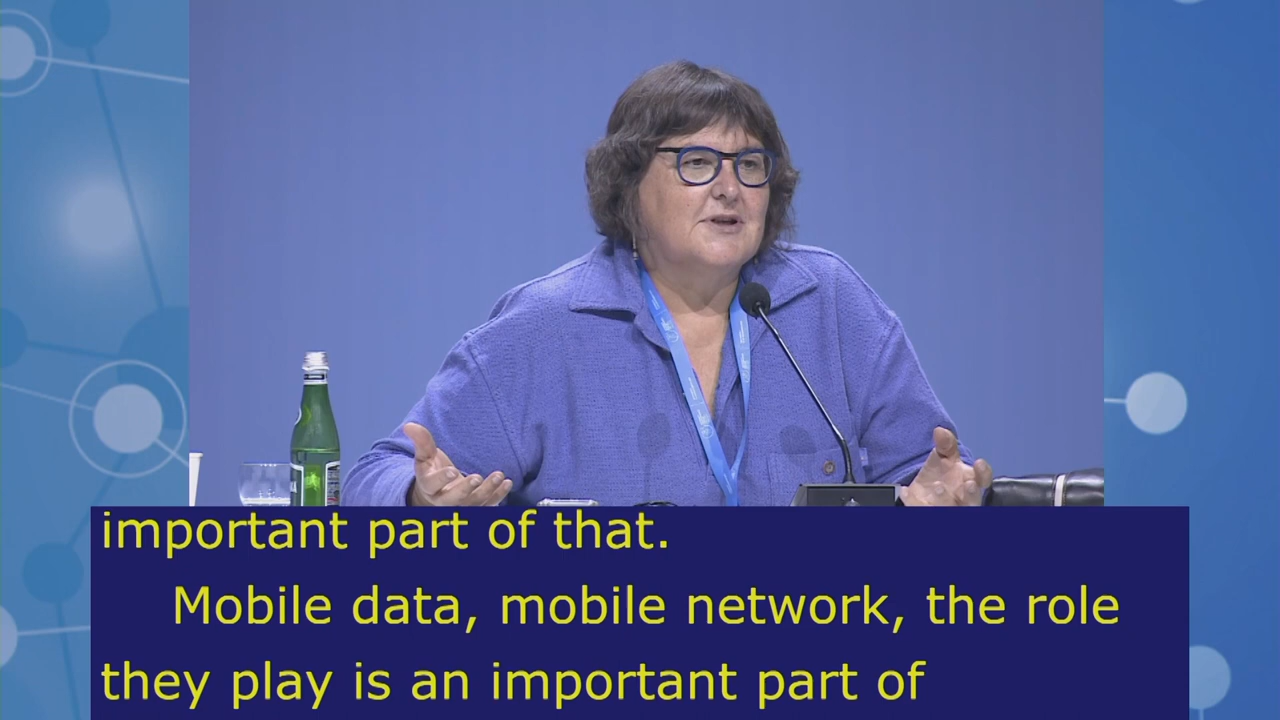 important part of that.
Mobile data, mobile network, the role
they play is an important part of